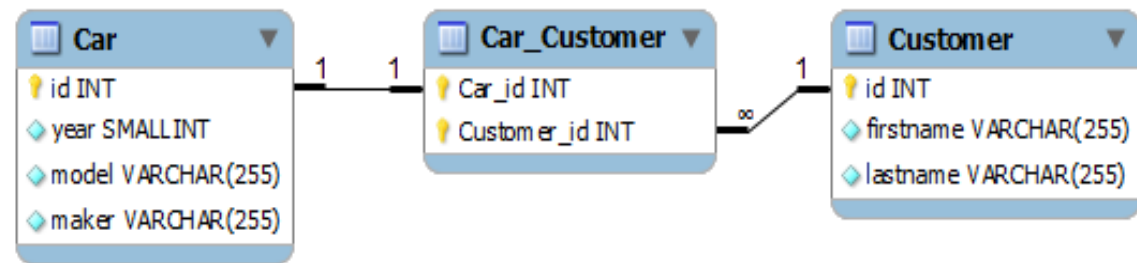 Car
id INT
year SMALLINT
model VARCHAR(255)
maker VARCHAR(255)
1
1
Car_Customer
Car_id INT
Customer_id INT
∞
1
Customer
id INT
firstname VARCHAR(255)
lastname VARCHAR(255)